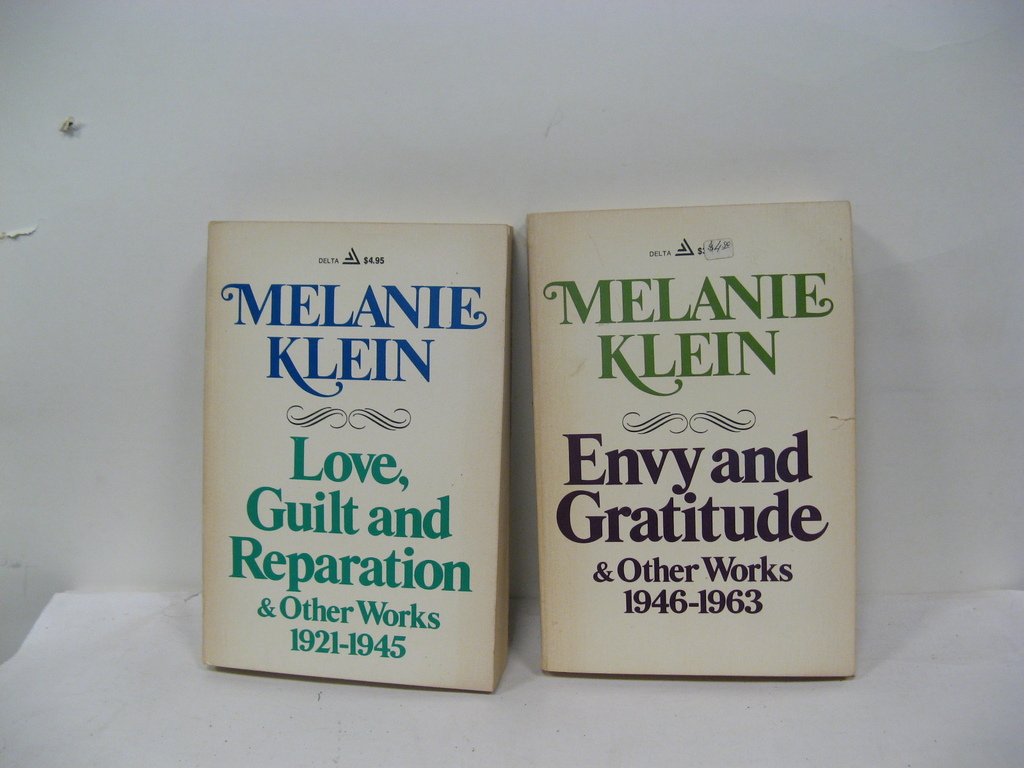 DELTA $4.95
MELANIE
KLEIN
Love,
Guilt and
Reparation
& Other Works
1921-1945
DELTA
MELANIE
KLEIN
Envy and
Gratitude
& Other Works
1946-1963